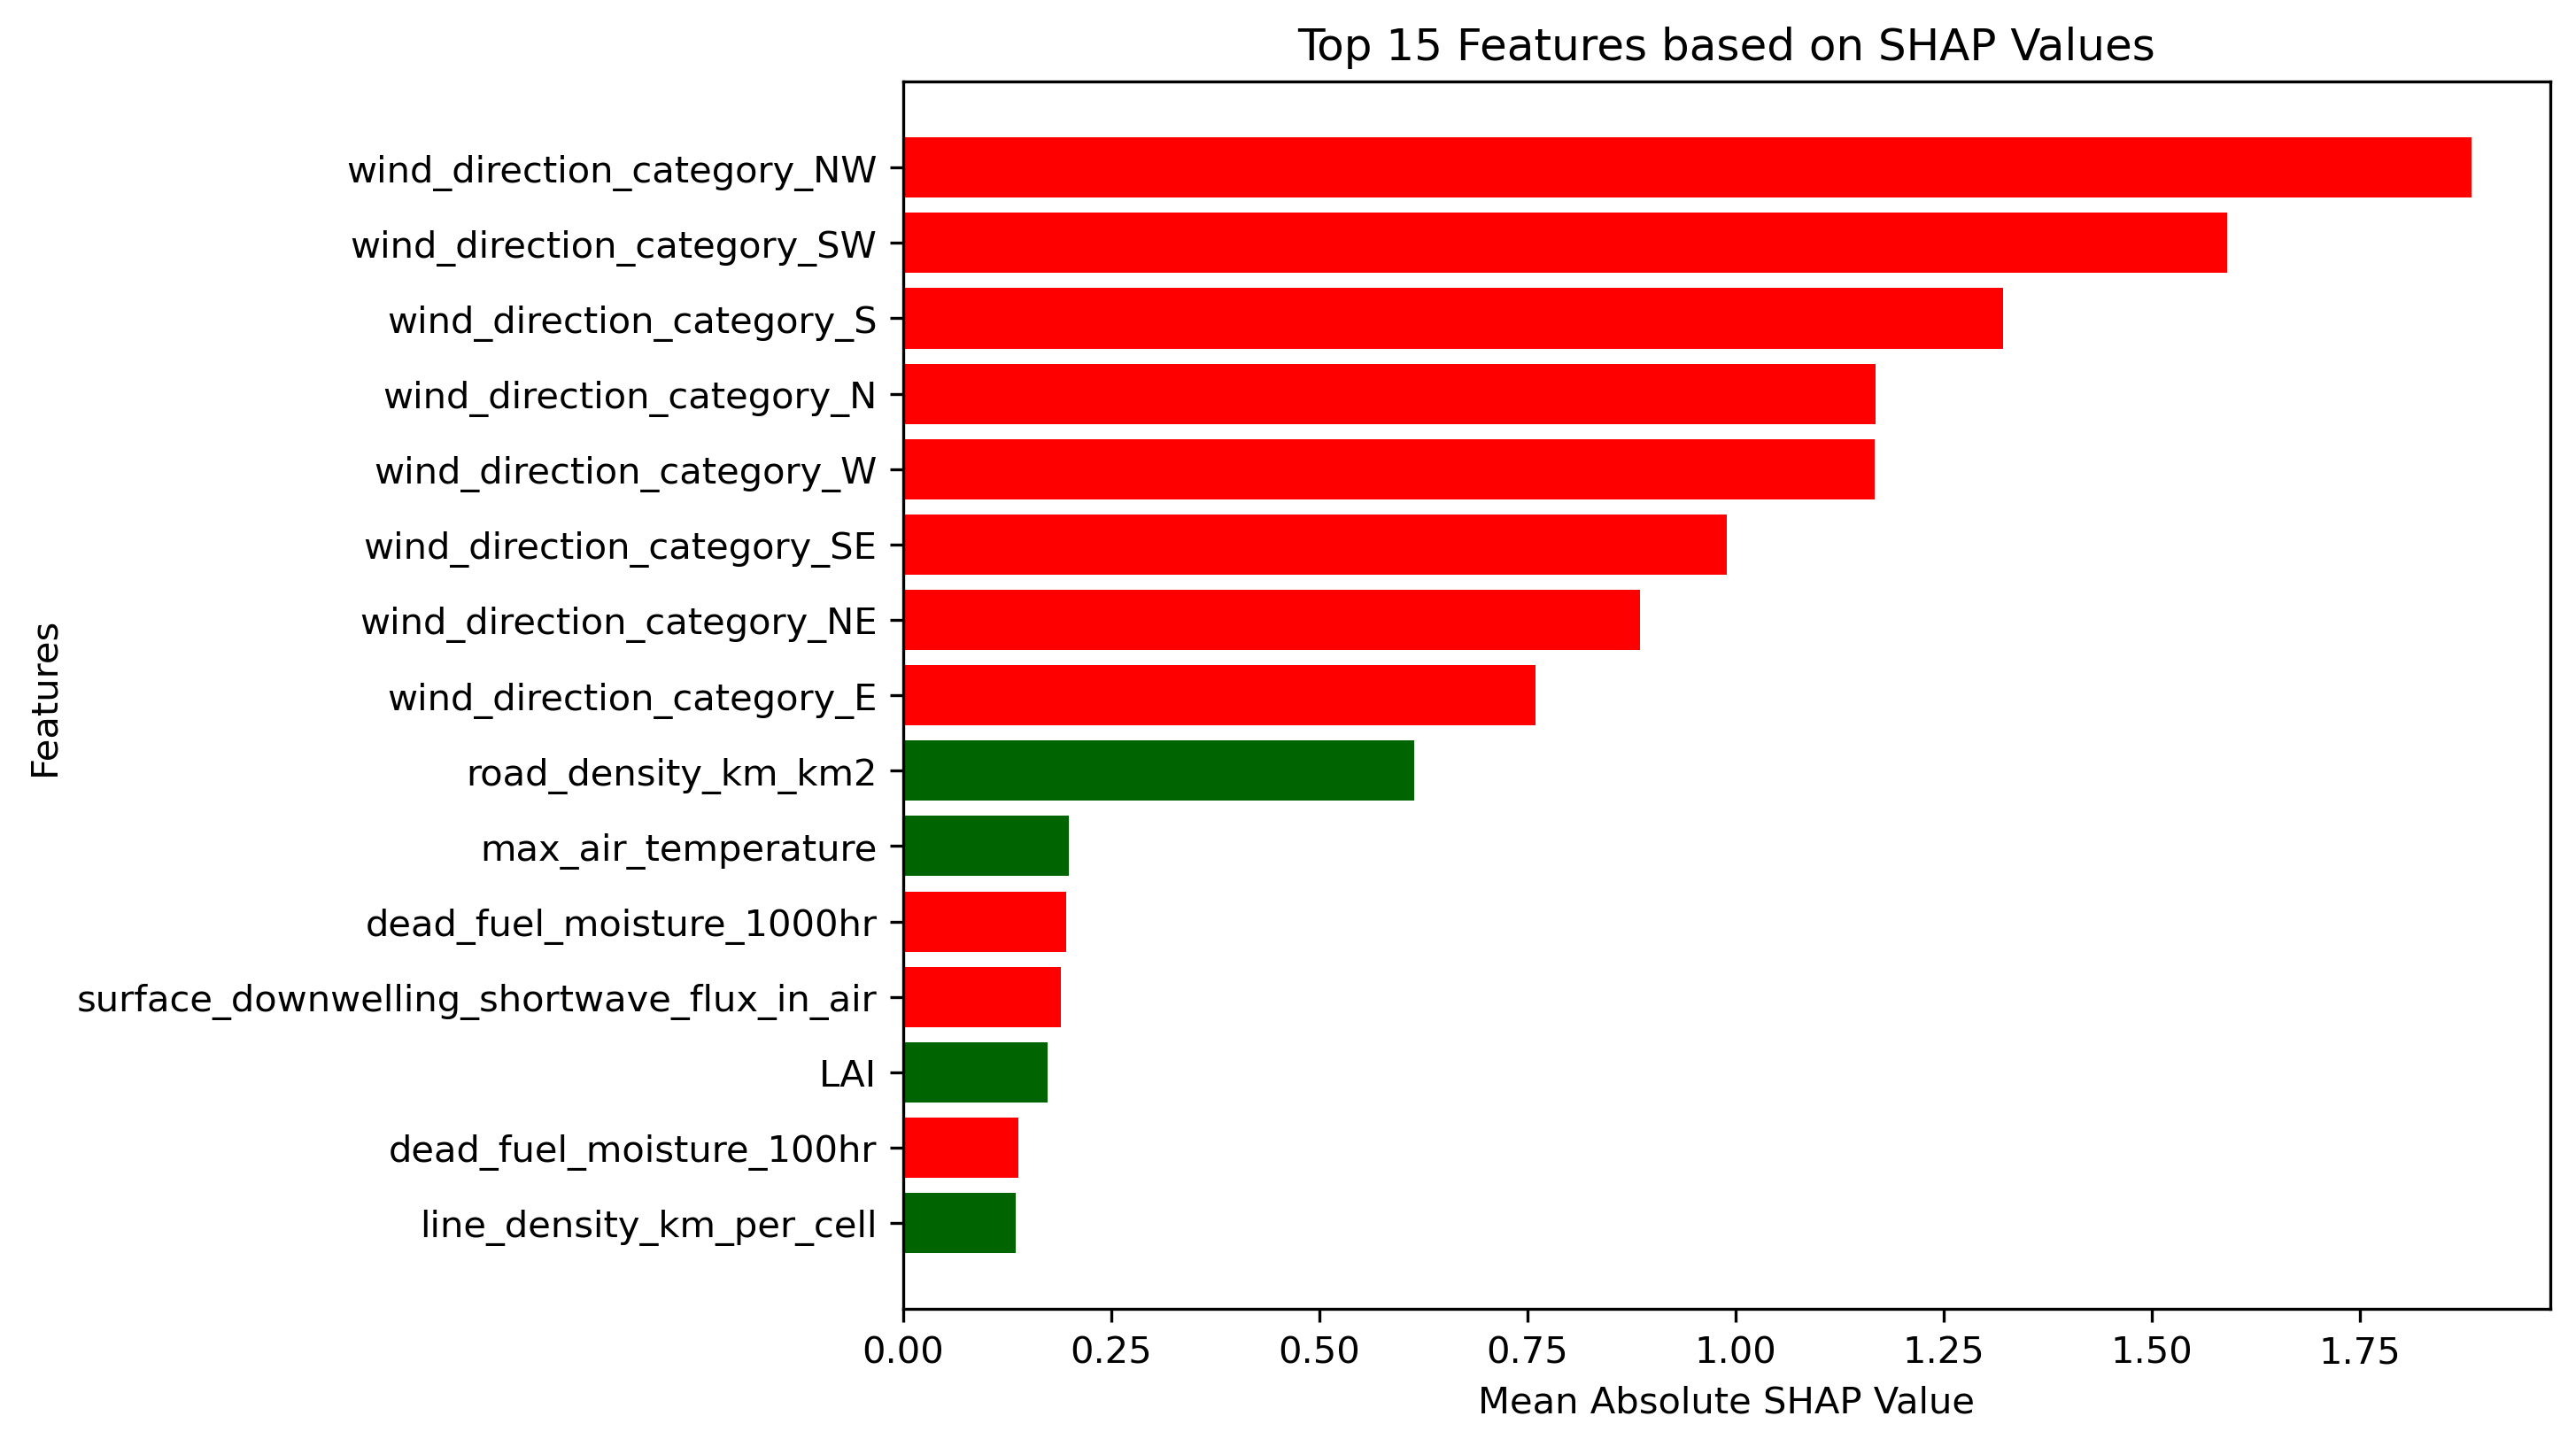 Top 15 Features based on SHAP Values
Features
wind_direction_category_NW
wind_direction_category_SW
wind_direction_category_S
wind_direction_category_N
wind_direction_category_W
wind_direction_category_SE
wind_direction_category_NE
wind_direction_category_E
road_density_km_km2
max_air_temperature
dead_fuel_moisture_1000hr
surface_downwelling_shortwave_flux_in_air
LAI
dead_fuel_moisture_100hr
line_density_km_per_cell
0.00 0.25 0.50 0.75 1.00 1.25 1.50 1.75
Mean Absolute SHAP Value